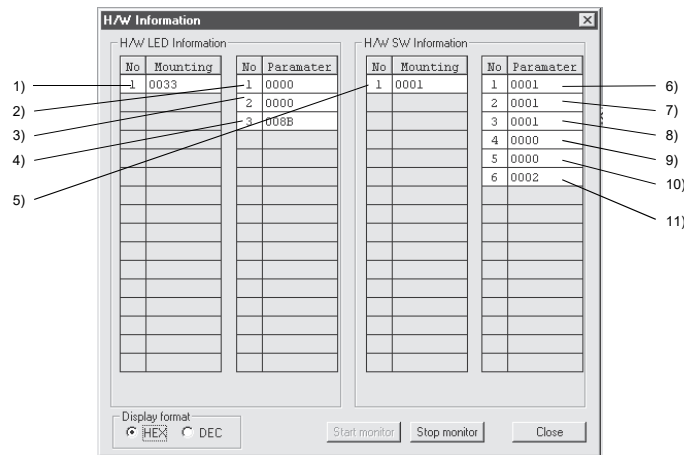 H/W Information
H/W LED Information
H/W SW Information
No Mounting No Paramater No Mounting No Paramater
1 0033 1 0000 1 0001 1 0001
2 0000 2 0001
3 008B 3 0001
4 0000
5 0000
6 0002
1)
2)
3)
4)
5)
6)
7)
8)
9)
10)
11)
Display format
HEX DEC
Start monitor Stop monitor Close